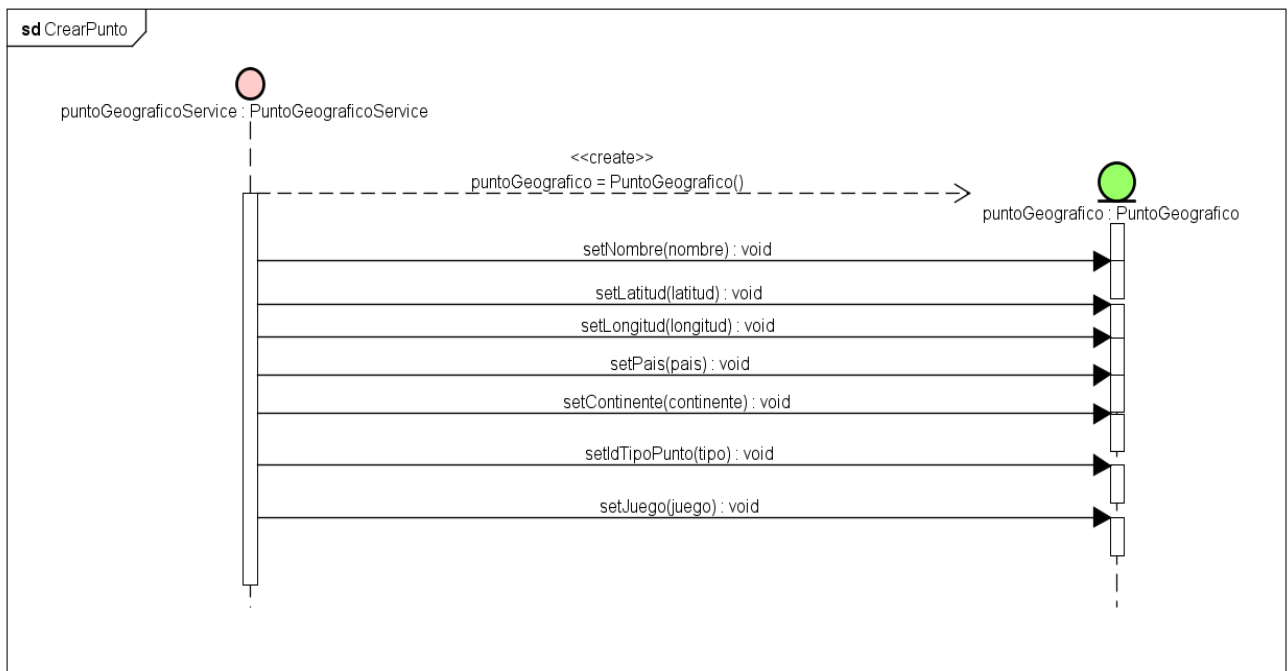 sd CrearPunto
puntoGeograficoService : PuntoGeograficoService
<<create>>
puntoGeografico = PuntoGeografico()
puntoGeografico : PuntoGeografico
setNombre(nombre) : void
setLatitud(latitud) : void
setLongitud(longitud) : void
setPais(pais) : void
setContinente(continente) : void
setIdTipoPunto(tipo) : void
setJuego(juego) : void